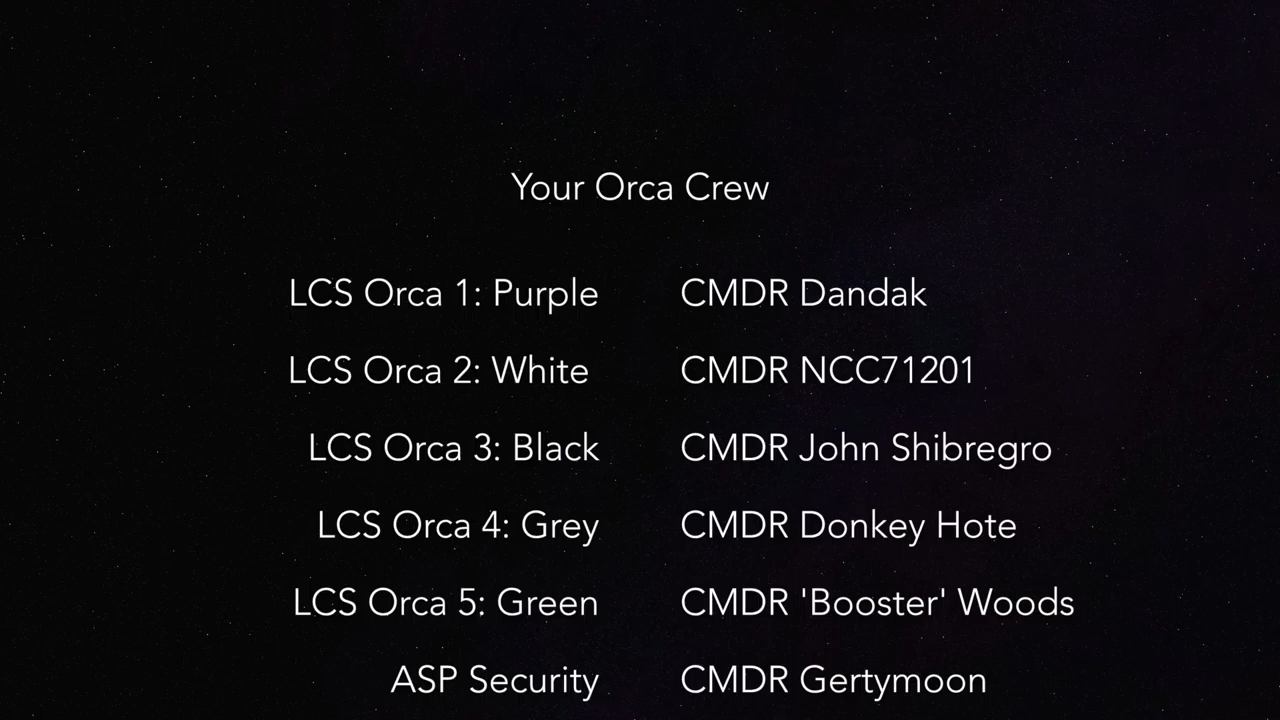 Your Orca Crew
LCS Orca 1: Purple CMDR Dandak
LCS Orca 2: White CMDR NCC71201
LCS Orca 3: Black CMDR John Shibregro
LCS Orca 4: Grey CMDR Donkey Hote
LCS Orca 5: Green CMDR 'Booster' Woods
ASP Security CMDR Gertymoon